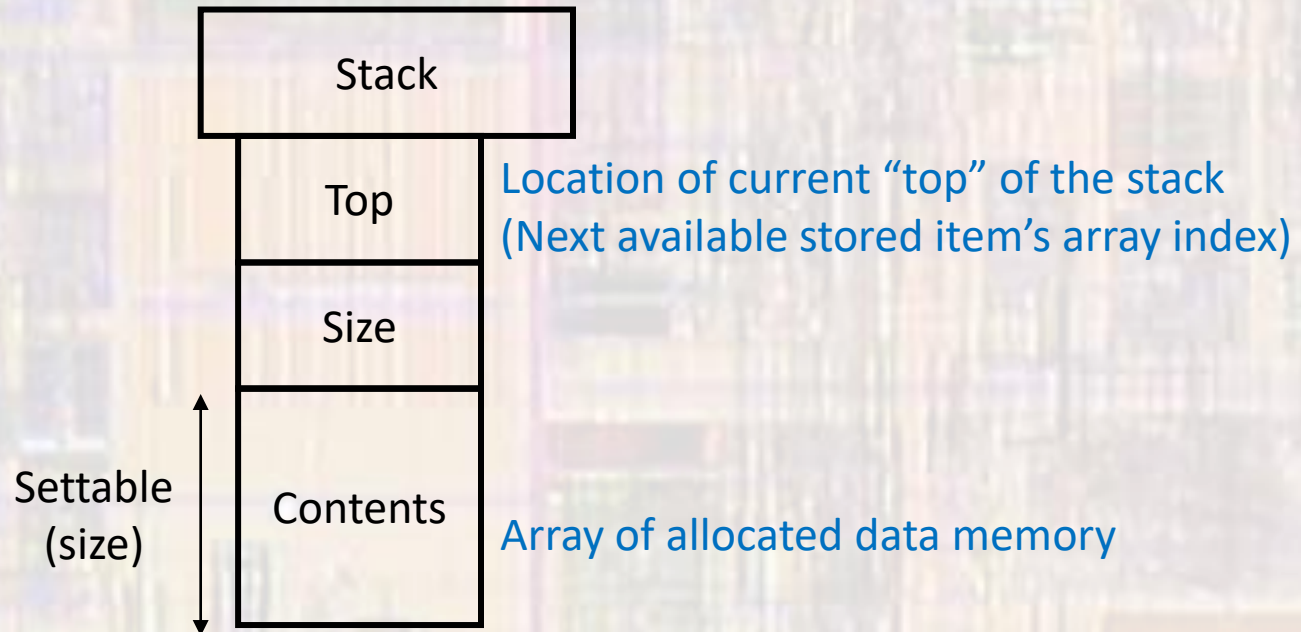 Stack
Top
Location of current “top” of the stack
(Next available stored item’s array index)
Size
Settable
(size)
Contents
Array of allocated data memory